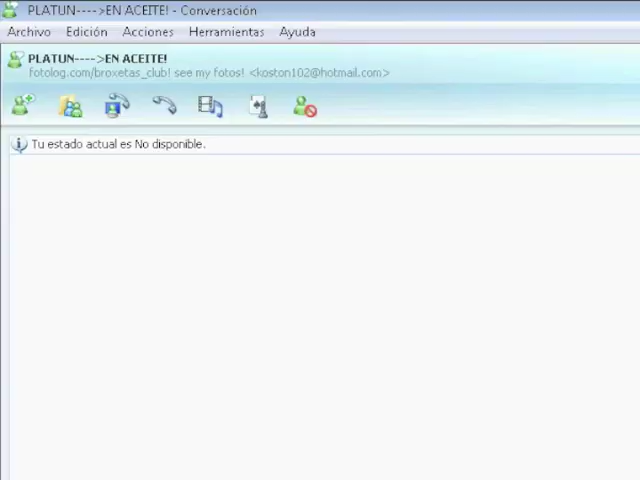 PLATUN---->EN ACEITE! - Conversación
Archivo Edición Acciones Herramientas Ayuda
PLATUN---->EN ACEITE!
fotolog.com/broxetas_club! see my fotos! <koston102@hotmail.com>
Tu estado actual es No disponible.